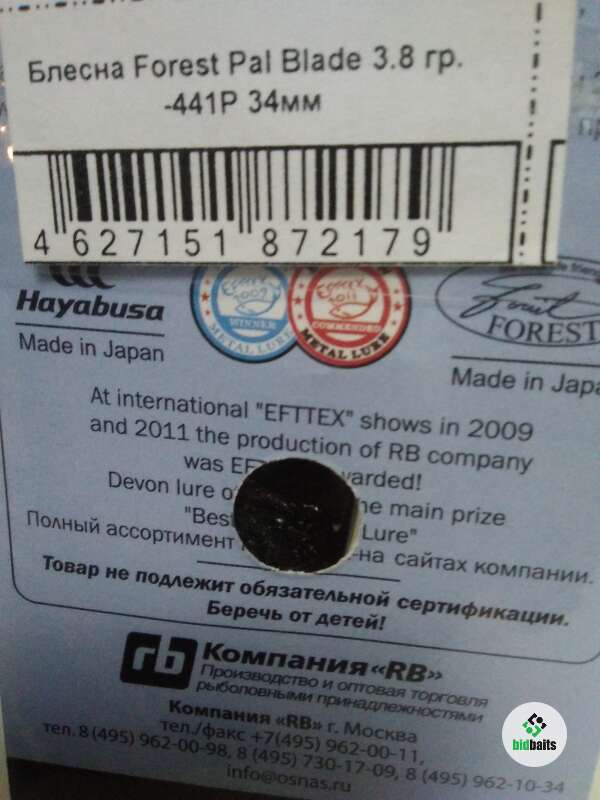 Блесна Forest Pal Blade 3.8 гр.
-441P 34мм
4 627151 872179
Hayabusa
Made in Japan
2009
WINNER
METAL LURE
2011
COMMENDED
METAL LURE
FOREST
Made in Japa
At international "EFTTEX" shows in 2009
and 2011 the production of RB company
was EF warded!
Devon lure o e main prize
"Best Lure"
Полный ассортимент на сайтах компании.
Товар не подлежит обязательной сертификации.
Беречь от детей!
rb
Компания «RB»
Производство и оптовая торговля
рыболовными принадлежностями
Компания «RB» г. Москва
тел./факс +7(495) 962-00-11,
тел. 8 (495) 962-00-98, 8 (495) 730-17-09, 8 (495) 962-10-34
info@osnas.ru
bidbaits